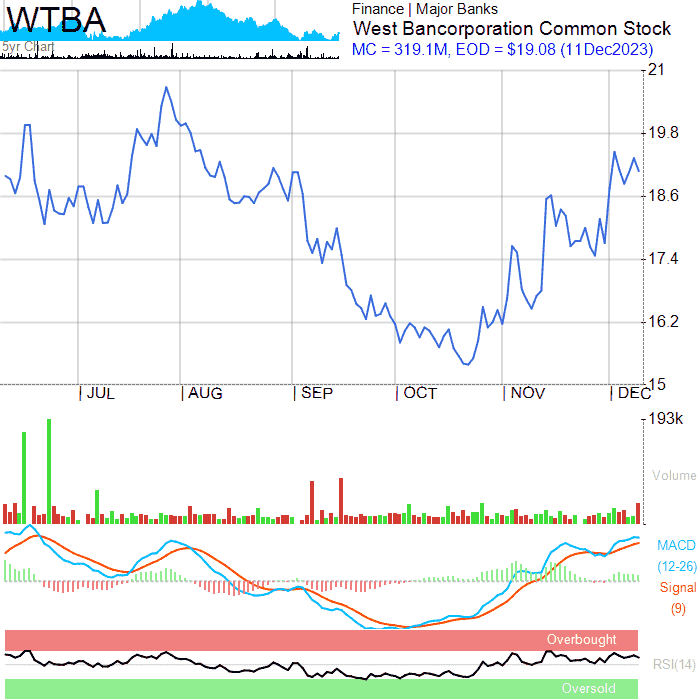 WTBA
5yr Chart
Finance | Major Banks
West Bancorporation Common Stock
MC = 319.1M, EOD = $19.08 (11Dec2023)
21
19.8
18.6
17.4
16.2
15
| JUL | AUG | SEP | OCT | NOV | DEC
193k
Volume
MACD
(12-26)
Signal
(9)
Overbought
RSI(14)
Oversold